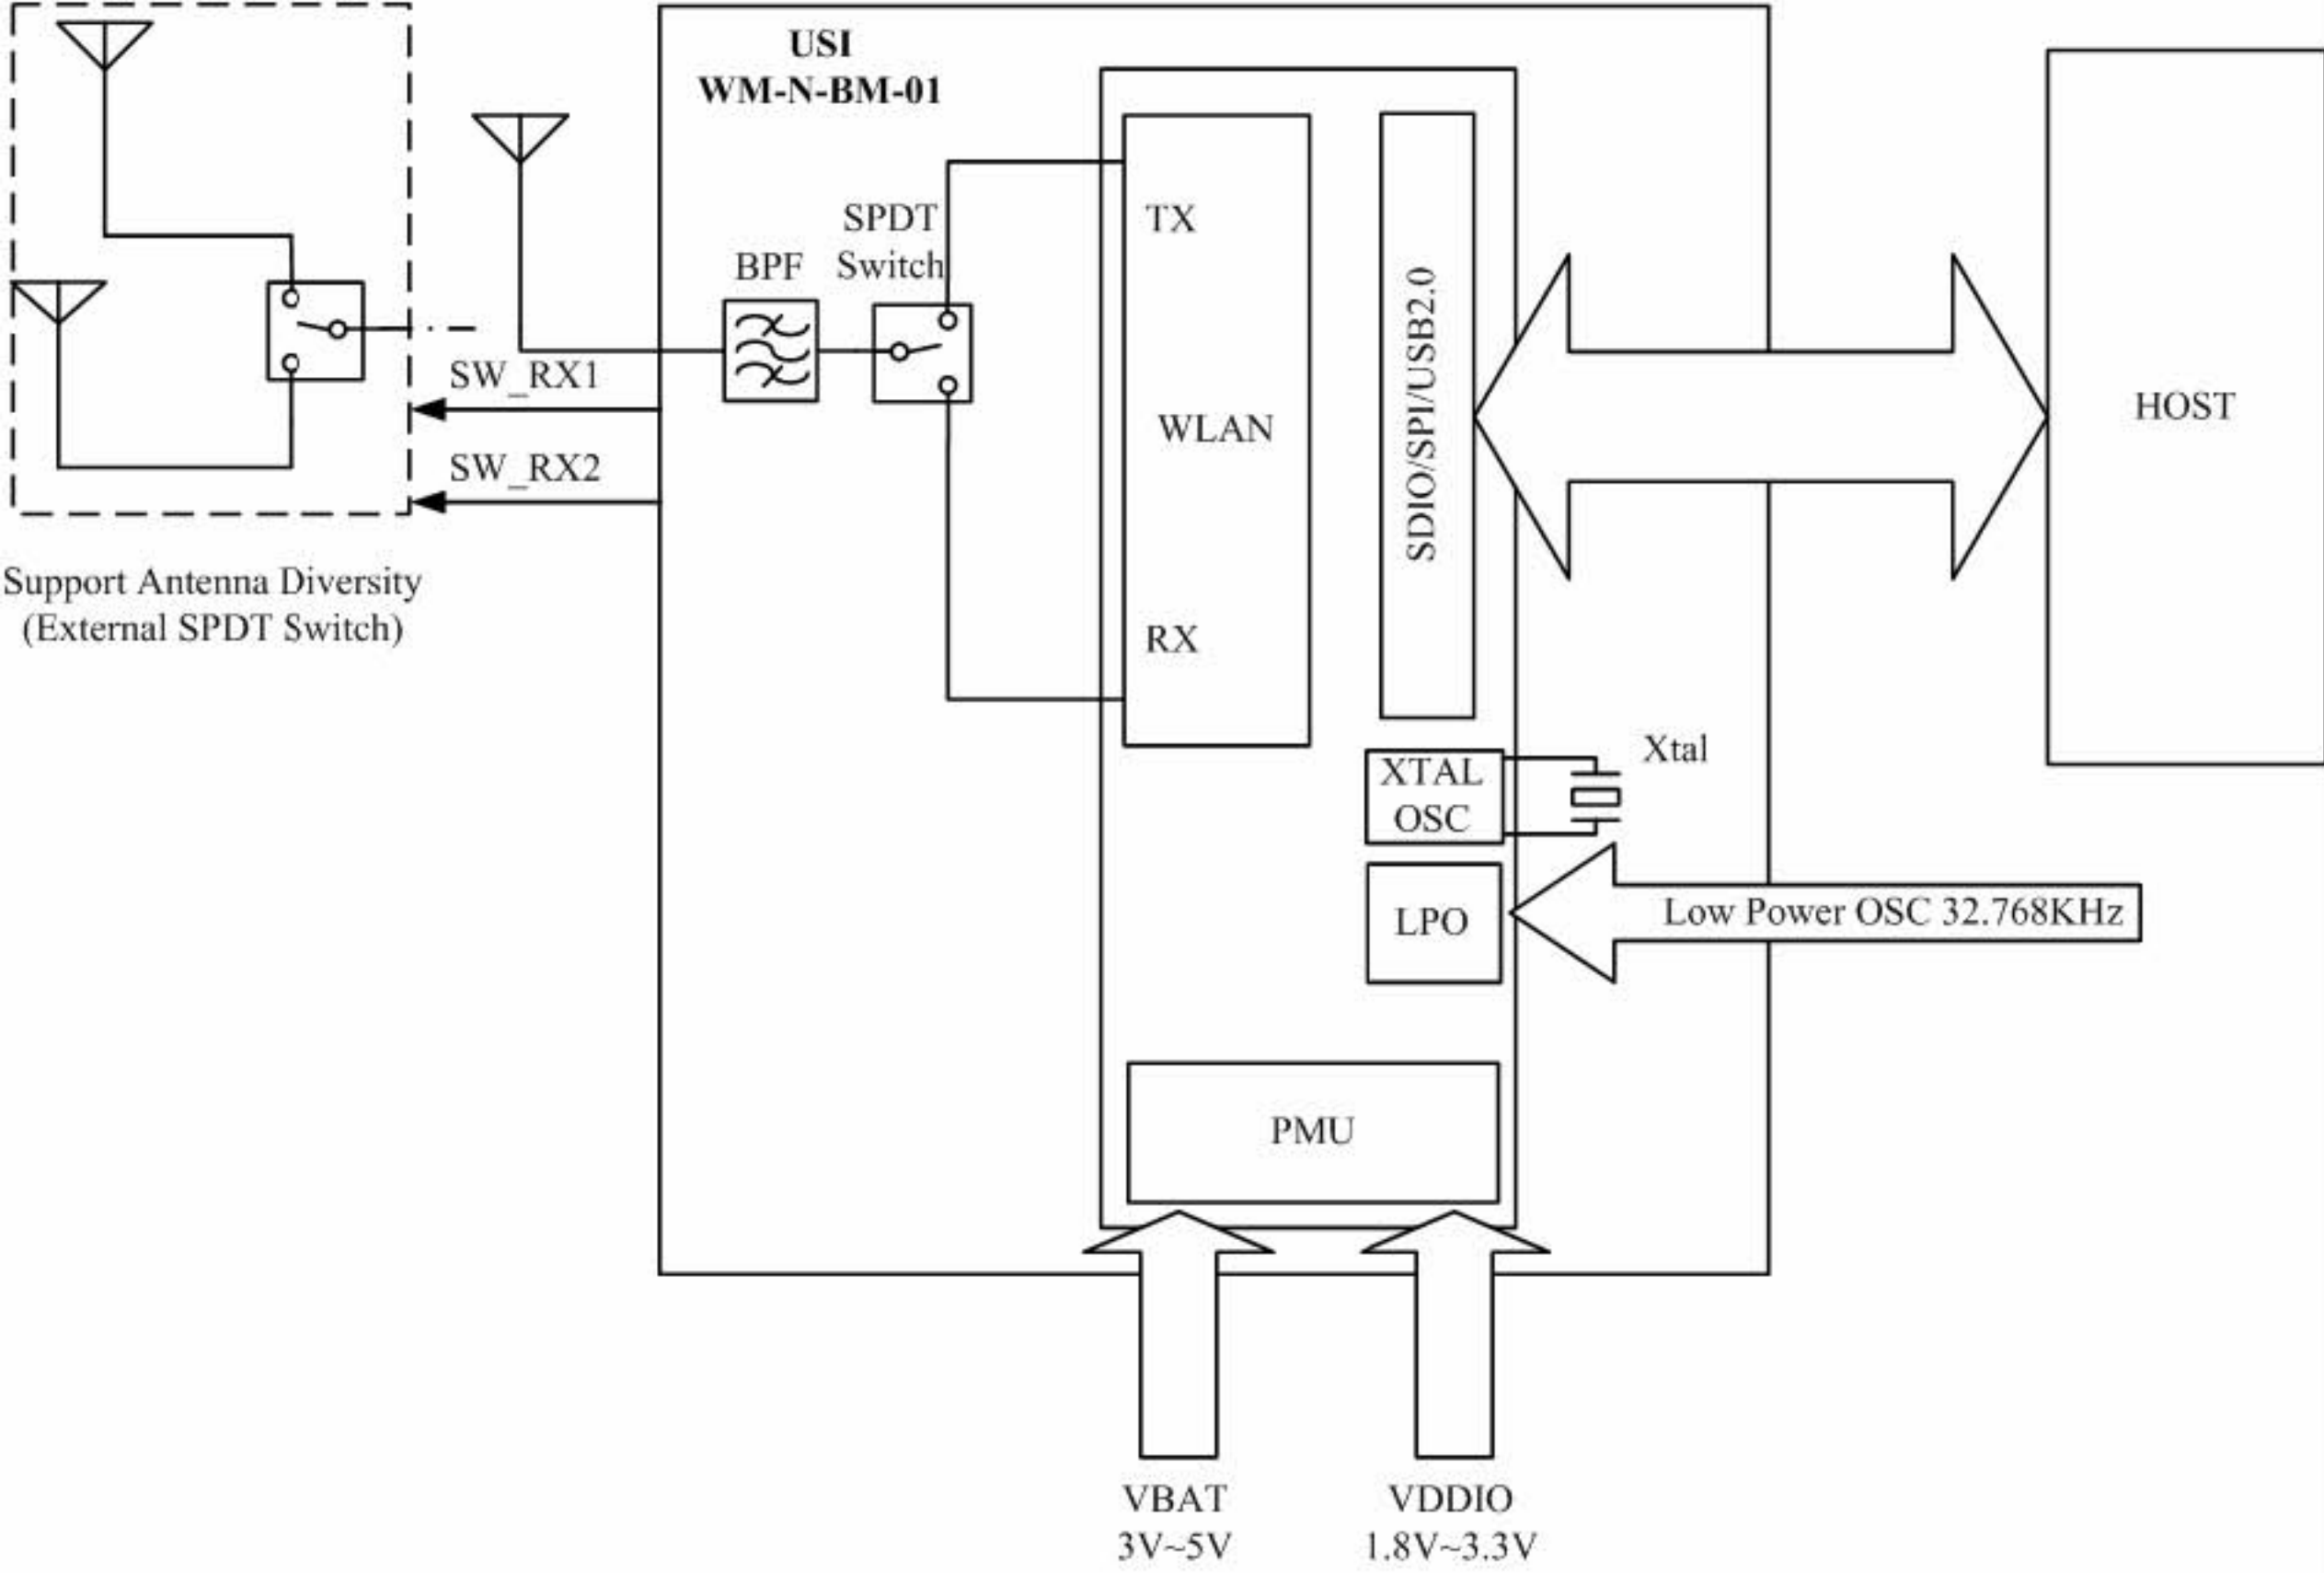 USI
WM-N-BM-01
SPDT
Switch
BPF
TX
WLAN
RX
SDIO/SPI/USB2.0
HOST
SW_RX1
SW_RX2
Support Antenna Diversity
(External SPDT Switch)
Xtal
XTAL
OSC
LPO
Low Power OSC 32.768KHz
PMU
VBAT
3V~5V
VDDIO
1.8V~3.3V